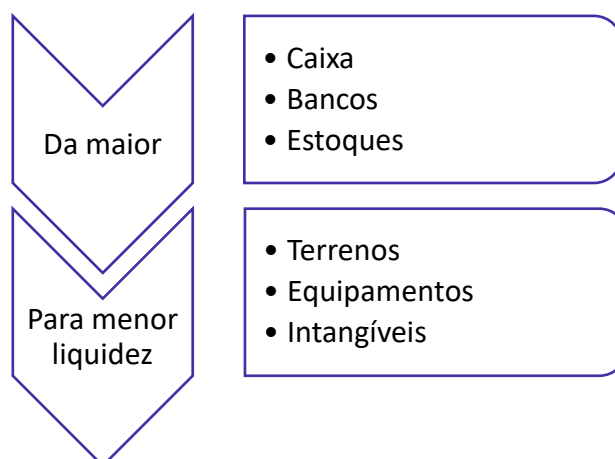 Da maior
• Caixa
• Bancos
• Estoques
Para menor
liquidez
• Terrenos
• Equipamentos
• Intangíveis